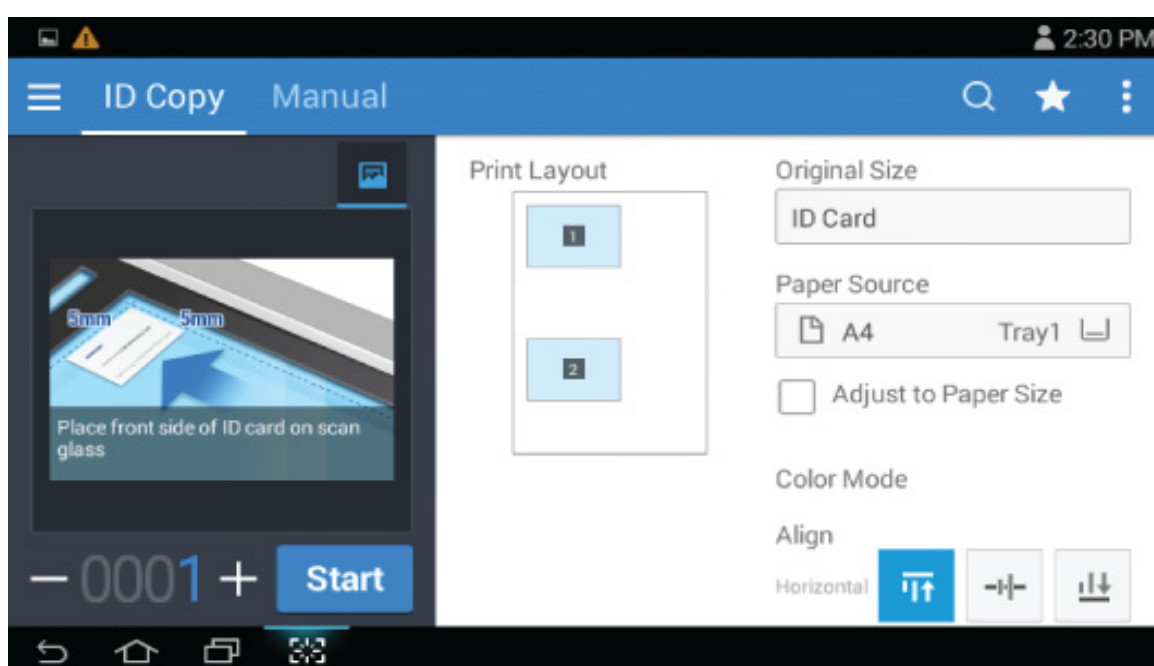 2:30 PM
ID Copy Manual
Print Layout
1
2
5mm 5mm
Place front side of ID card on scan
glass
0001
Start
Original Size
ID Card
Paper Source
A4 Tray1
Adjust to Paper Size
Color Mode
Align
Horizontal